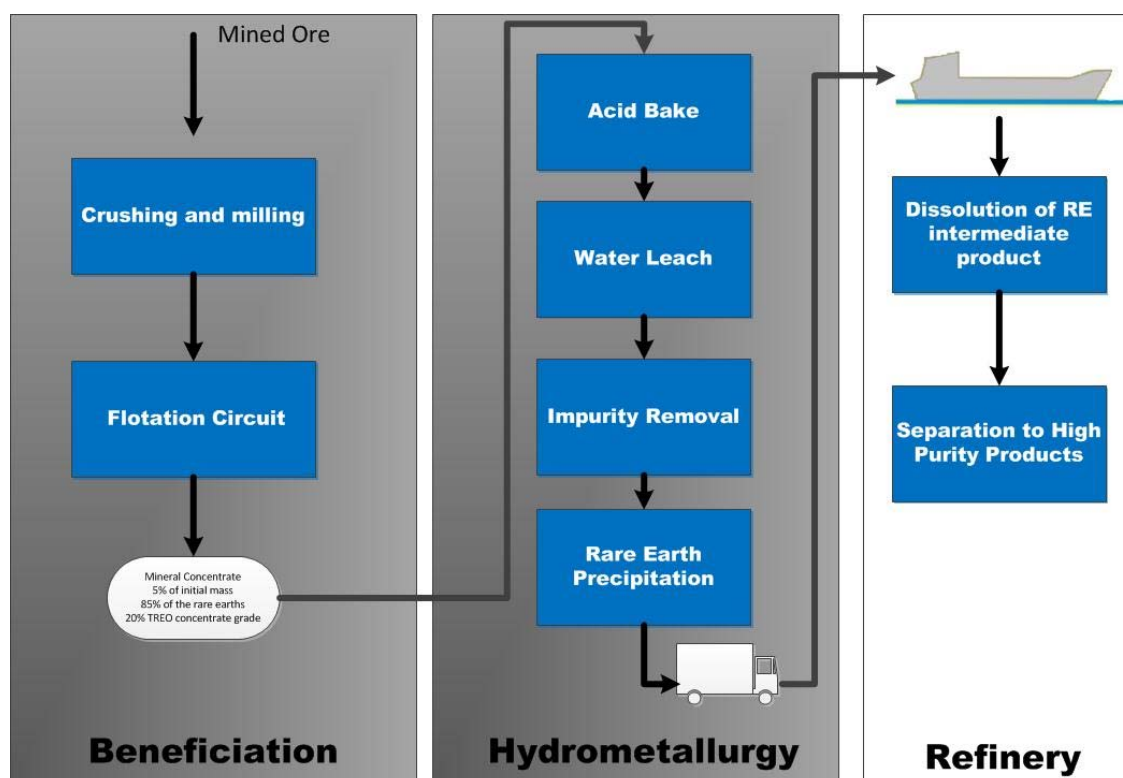 Mined Ore
Crushing and milling
Flotation Circuit
Mineral Concentrate
5% of initial mass
85% of the rare earths
20% TREO concentrate grade
Beneficiation
Acid Bake
Water Leach
Impurity Removal
Rare Earth
Precipitation
Hydrometallurgy
Dissolution of RE
intermediate
product
Separation to High
Purity Products
Refinery